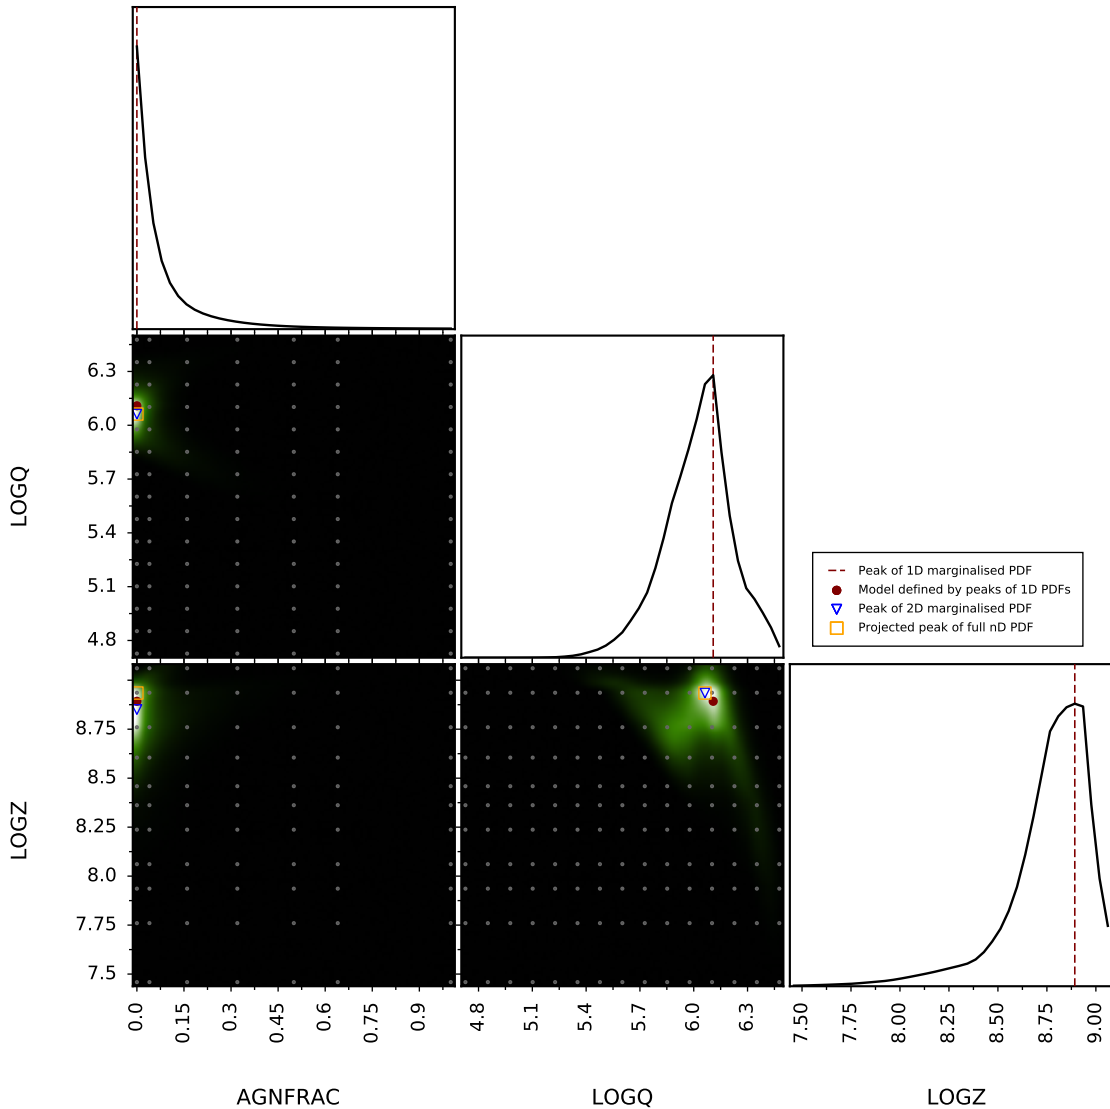 6.3
6.0
5.7
5.4
5.1
4.8
LOGQ
Peak of 1D marginalised PDF
Model defined by peaks of 1D PDFs
Peak of 2D marginalised PDF
Projected peak of full nD PDF
8.75
8.5
8.25
8.0
7.75
7.5
LOGZ
0.0 0.15 0.3 0.45 0.6 0.75 0.9
4.8 5.1 5.4 5.7 6.0 6.3
7.50 7.75 8.00 8.25 8.50 8.75 9.00
AGNFRAC
LOGQ
LOGZ